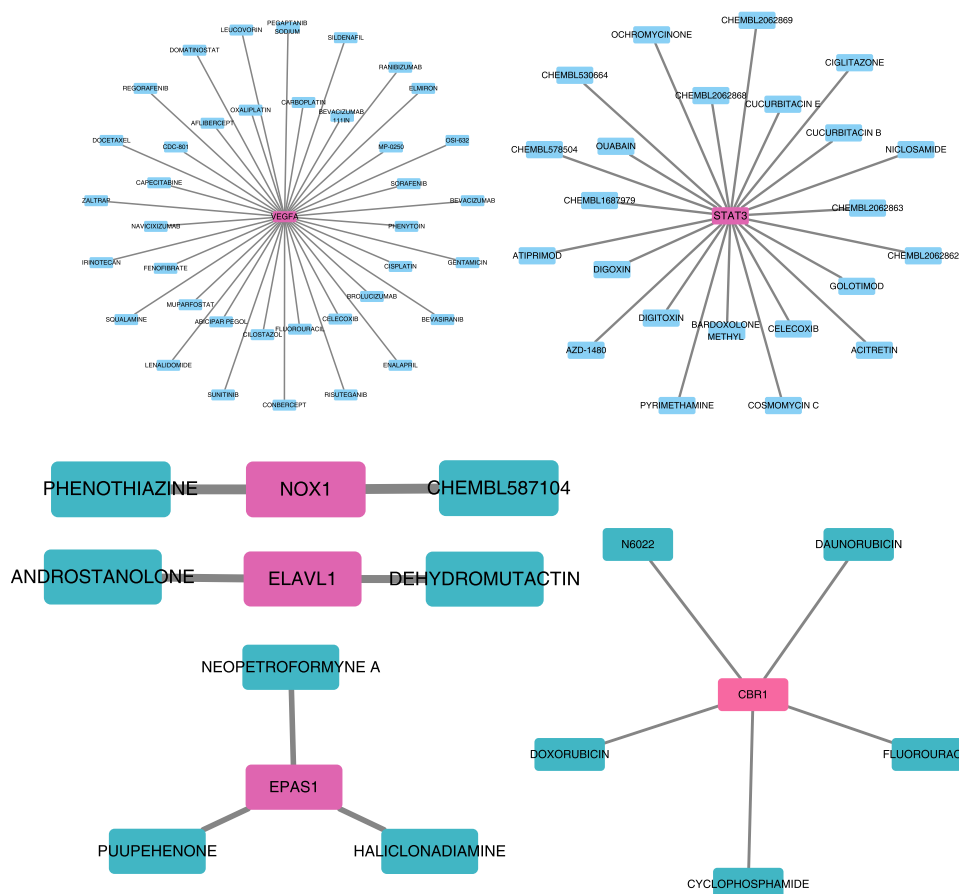 PEGAPTANIB
SODIUM
LEUCOVORIN
SILDENAFIL
DOMATINOSTAT
RANIBIZUMAB
REGORAFENIB
ELMIRON
CARBOPLATIN
OXALIPLATIN
BEVACIZUMAB
111IN
AFLIBERCEPT
DOCETAXEL
CDC-801
MP-0250
OSI-632
CAPECITABINE
SORAFENIB
ZALTRAP
BEVACIZUMAB
VEGFA
NAVICIXIZUMAB
PHENYTOIN
IRINOTECAN
FENOFIBRATE
CISPLATIN
GENTAMICIN
MUPARFOSTAT
BROLUCIZUMAB
SQUALAMINE
ABICIPAR PEGOL
CILOSTAZOL
FLUOROURACIL
CELECOXIB
BEVASIRANIB
LENALIDOMIDE
ENALAPRIL
SUNITINIB
CONBERCEPT
RISUTEGANIB
CHEMBL2062869
OCHROMYCINONE
CIGLITAZONE
CHEMBL530664
CHEMBL2062868
CUCURBITACIN E
CUCURBITACIN B
CHEMBL578504
OUABAIN
NICLOSAMIDE
CHEMBL1687979
CHEMBL2062863
STAT3
ATIPRIMOD
DIGOXIN
CHEMBL2062862
GOLOTIMOD
DIGITOXIN
BARDOXOLONE
METHYL
CELECOXIB
AZD-1480
ACITRETIN
PYRIMETHAMINE
COSMOMYCIN C
PHENOTHIAZINE
NOX1
CHEMBL587104
ANDROSTANOLONE
ELAVL1
DEHYDROMUTACTIN
NEOPETROFORMYNE A
EPAS1
PUUPEHENONE
HALICLONADIAMINE
N6022
DAUNORUBICIN
CBR1
DOXORUBICIN
FLUOROURAC
CYCLOPHOSPHAMIDE